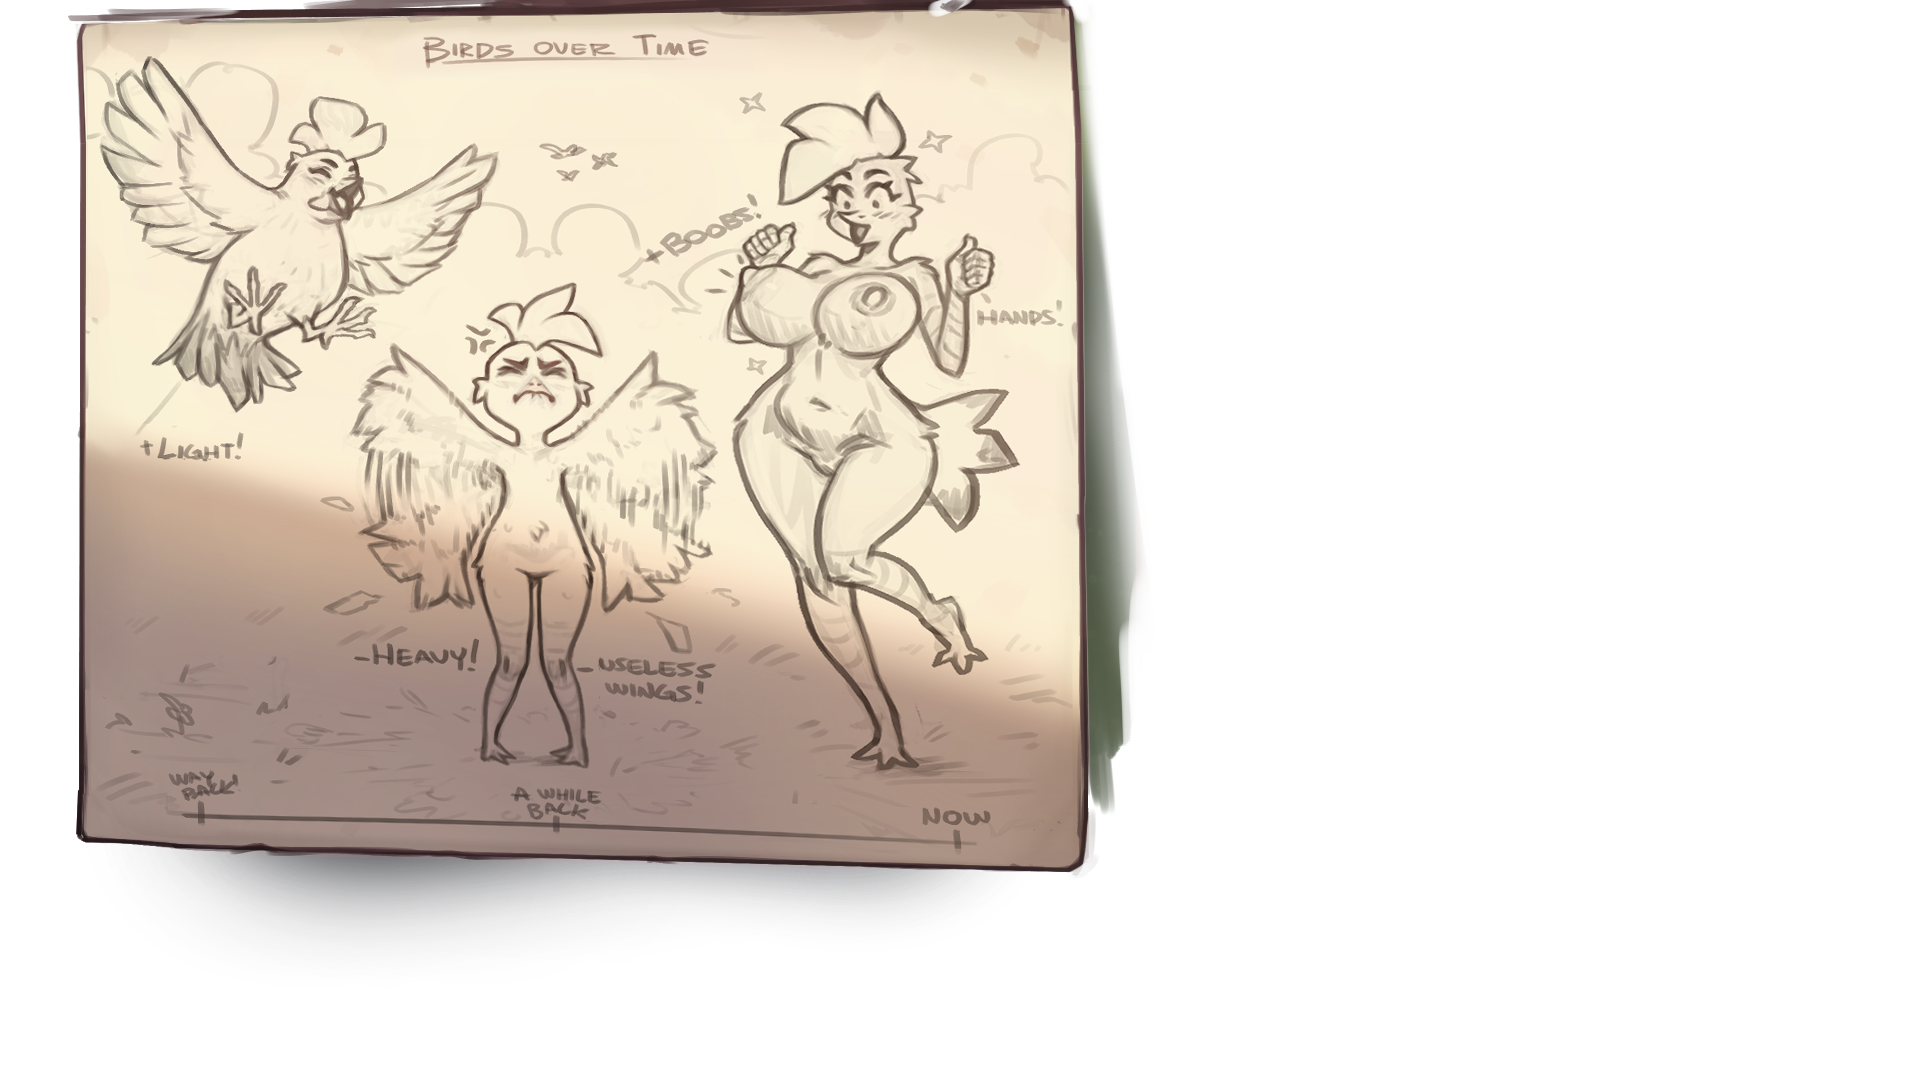 BIRDS OVER TIME
+BOOBS!
HANDS!
+LIGHT!
-HEAVY!
-USELESS
WINGS!
WAY
BACK!
A WHILE
BACK
NOW